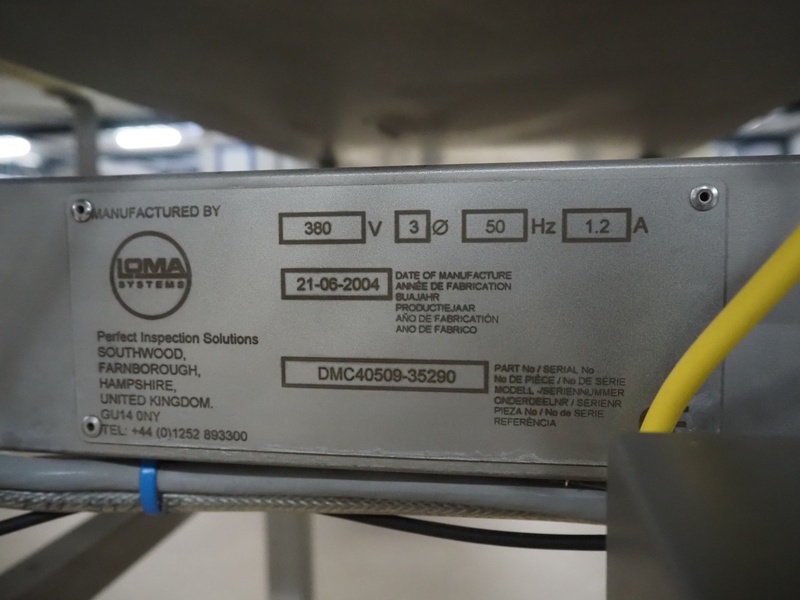 MANUFACTURED BY
LOMA
SYSTEMS
Perfect Inspection Solutions
SOUTHWOOD,
FARNBOROUGH,
HAMPSHIRE,
UNITED KINGDOM.
GU14 0NY
TEL: +44 (0)1252 893300
380 V 3 Ø 50 Hz 1.2 A
21-06-2004
DATE OF MANUFACTURE
ANNÉE DE FABRICATION
BUAJAHR
PRODUCTIEJAAR
AÑO DE FABRICATIÓN
ANO DE FABRICO
DMC40509-35290
PART No / SERIAL No
No DE PIÈCE / No DE SÉRIE
MODELL -/SERIENNUMMER
ONDERDEELNR / SERIENR
PIEZA No / No de SERIE
REFERÊNCIA